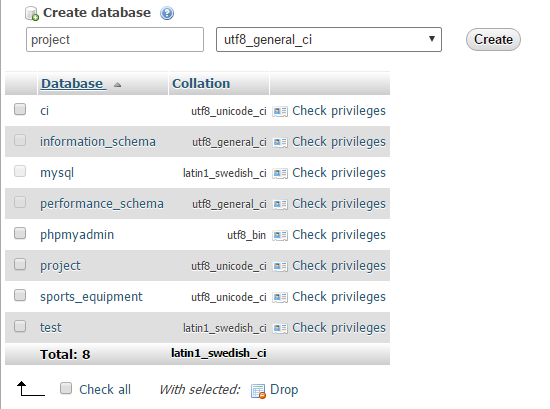 Create database
project utf8_general_ci Create
Database Collation
ci utf8_unicode_ci Check privileges
information_schema utf8_general_ci Check privileges
mysql latin1_swedish_ci Check privileges
performance_schema utf8_general_ci Check privileges
phpmyadmin utf8_bin Check privileges
project utf8_unicode_ci Check privileges
sports_equipment utf8_unicode_ci Check privileges
test latin1_swedish_ci Check privileges
Total: 8 latin1_swedish_ci
Check all With selected: Drop